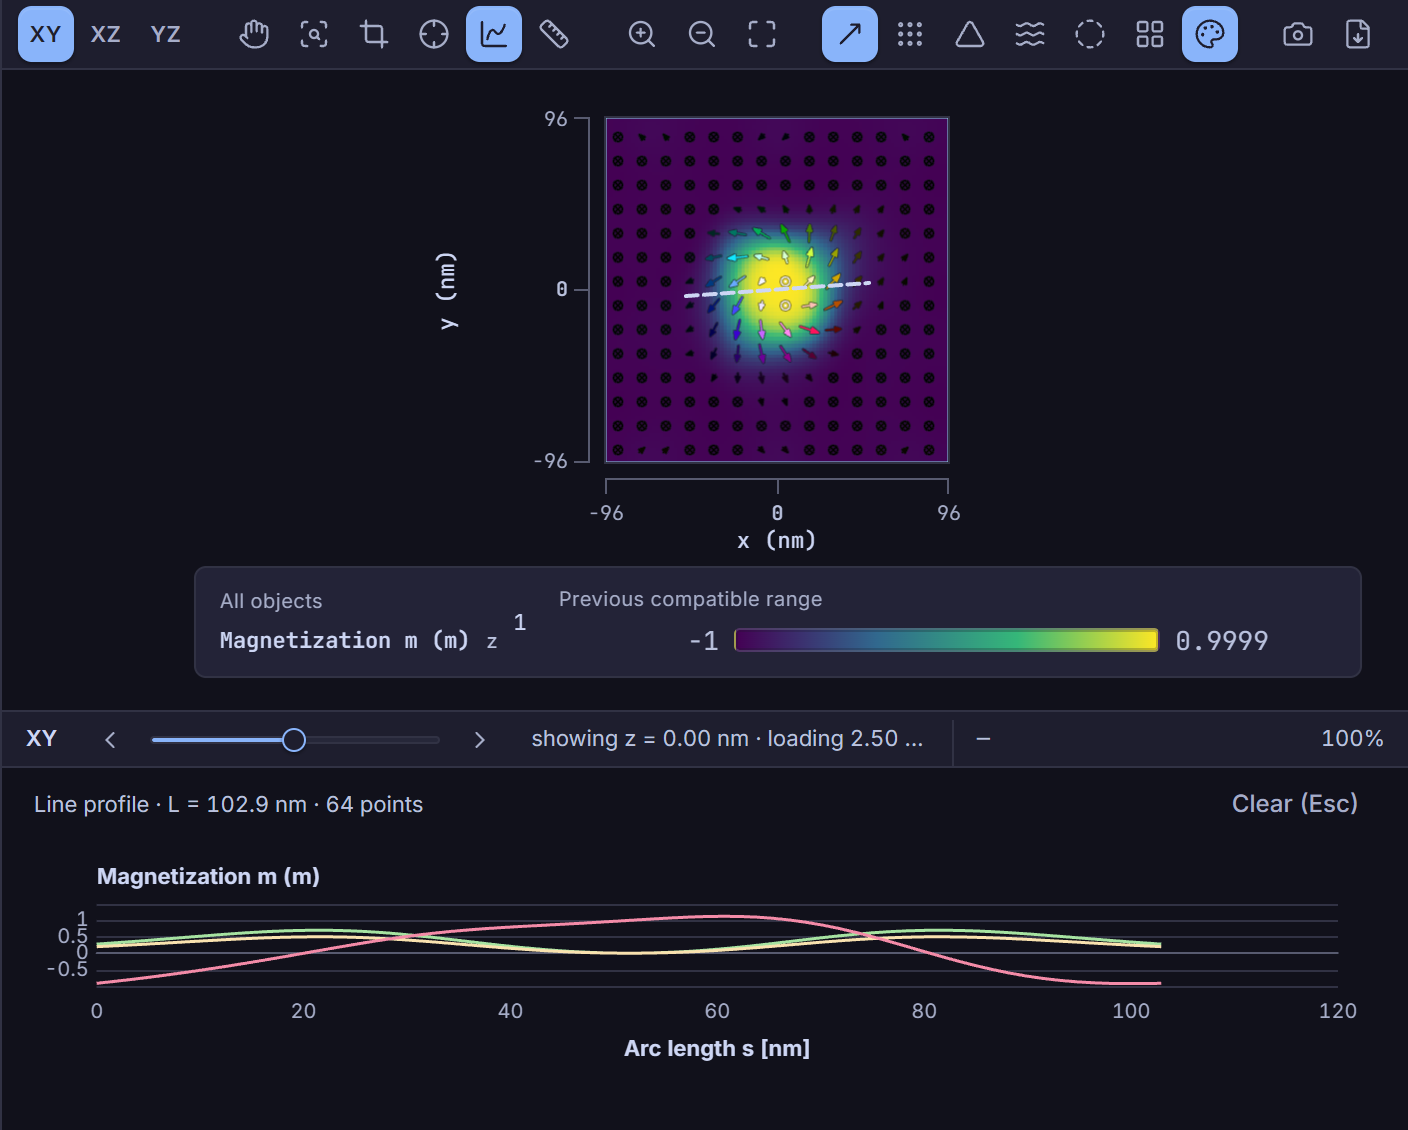 XY XZ YZ
96
0
-96
y (nm)
-96 0 96
x (nm)
All objects
Previous compatible range
Magnetization m (m) z 1
-1 0.9999
XY showing z = 0.00 nm · loading 2.50 ... – 100%
Line profile · L = 102.9 nm · 64 points
Clear (Esc)
Magnetization m (m)
1
0.5
0
-0.5
0 20 40 60 80 100 120
Arc length s [nm]